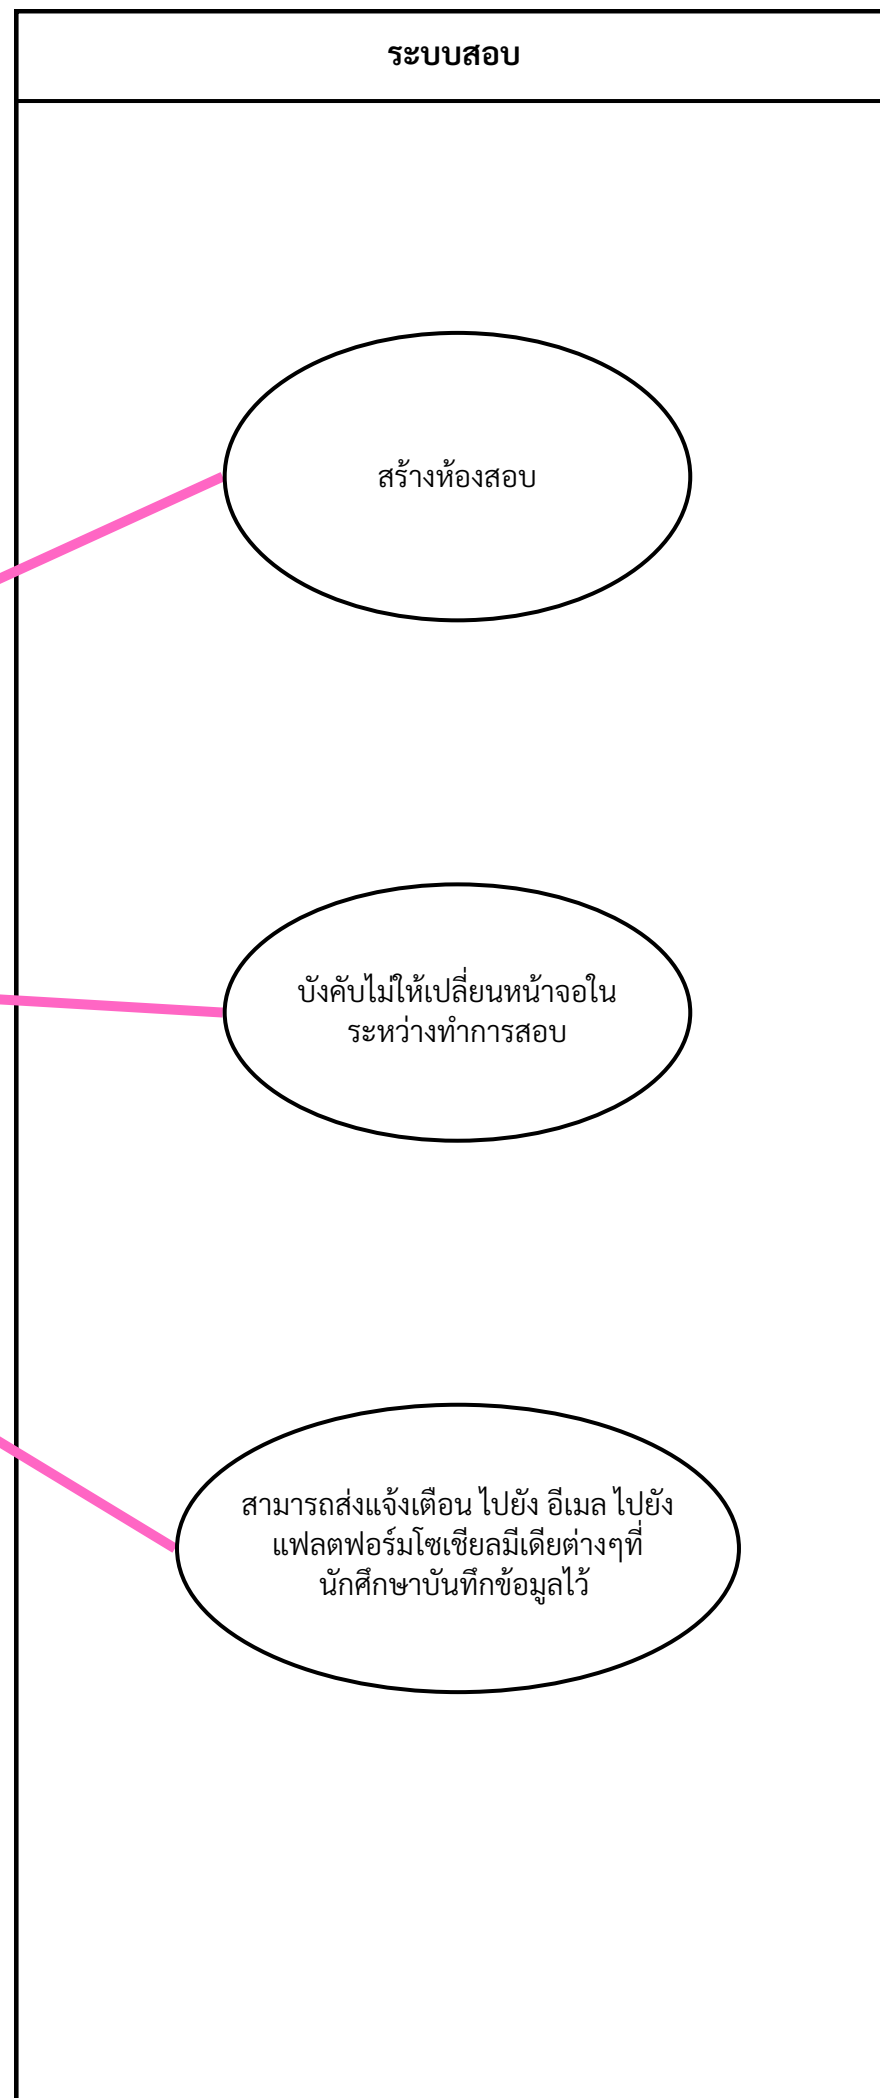 ระบบสอบ
สร้างห้องสอบ
บังคับไม่ให้เปลี่ยนหน้าจอใน
ระหว่างทำการสอบ
สามารถส่งแจ้งเตือน ไปยัง อีเมล ไปยัง
แฟลตฟอร์มโซเชียลมีเดียต่างๆที่
นักศึกษาบันทึกข้อมูลไว้